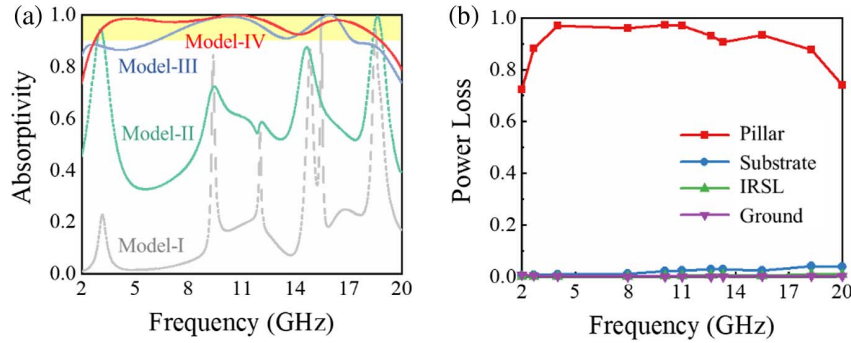 (a)
Absorptivity
1.0
0.8
0.6
0.4
0.2
0.0
Model-IV
Model-III
Model-II
Model-I
2 5 8 11 14 17 20
Frequency (GHz)
(b)
Power Loss
1.0
0.8
0.6
0.4
0.2
0.0
Pillar
Substrate
IRSL
Ground
2 5 8 11 14 17 20
Frequency (GHz)